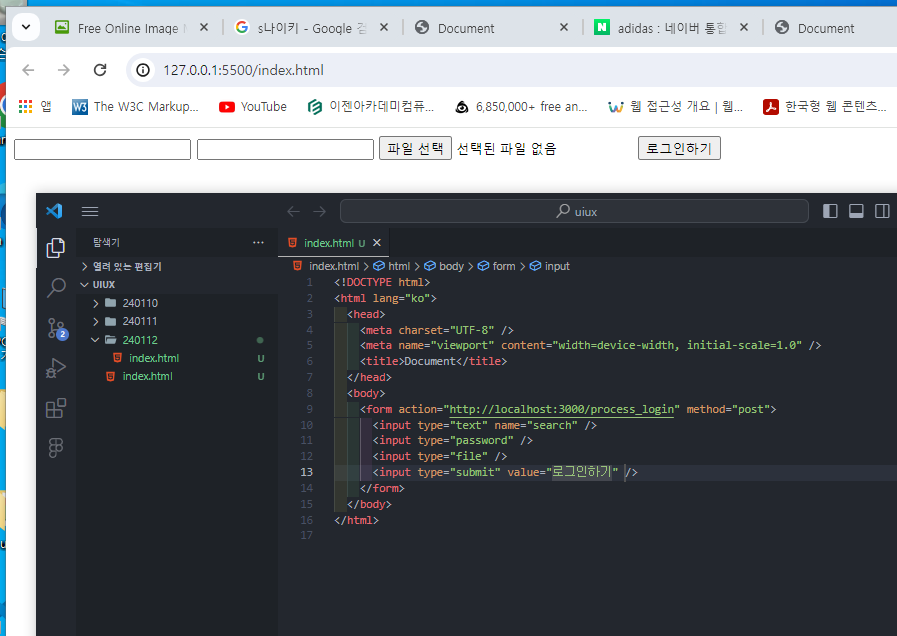 Free Online Image
s나이키 - Google 검
Document
adidas : 네이버 통합
Document
127.0.0.1:5500/index.html
앱
The W3C Markup...
YouTube
이젠아카데미컴퓨...
6,850,000+ free an...
웹 접근성 개요 | 웹...
한국형 웹 콘텐츠...
파일 선택 선택된 파일 없음
로그인하기
uiux
탐색기
열려 있는 편집기
UIUX
240110
240111
240112
index.html U
index.html U
2
index.html U
index.html > html > body > form > input
1 <!DOCTYPE html>
2 <html lang="ko">
3 <head>
4 <meta charset="UTF-8" />
5 <meta name="viewport" content="width=device-width, initial-scale=1.0" />
6 <title>Document</title>
7 </head>
8 <body>
9 <form action="http://localhost:3000/process_login" method="post">
10 <input type="text" name="search" />
11 <input type="password" />
12 <input type="file" />
13 <input type="submit" value="로그인하기" />
14 </form>
15 </body>
16 </html>
17